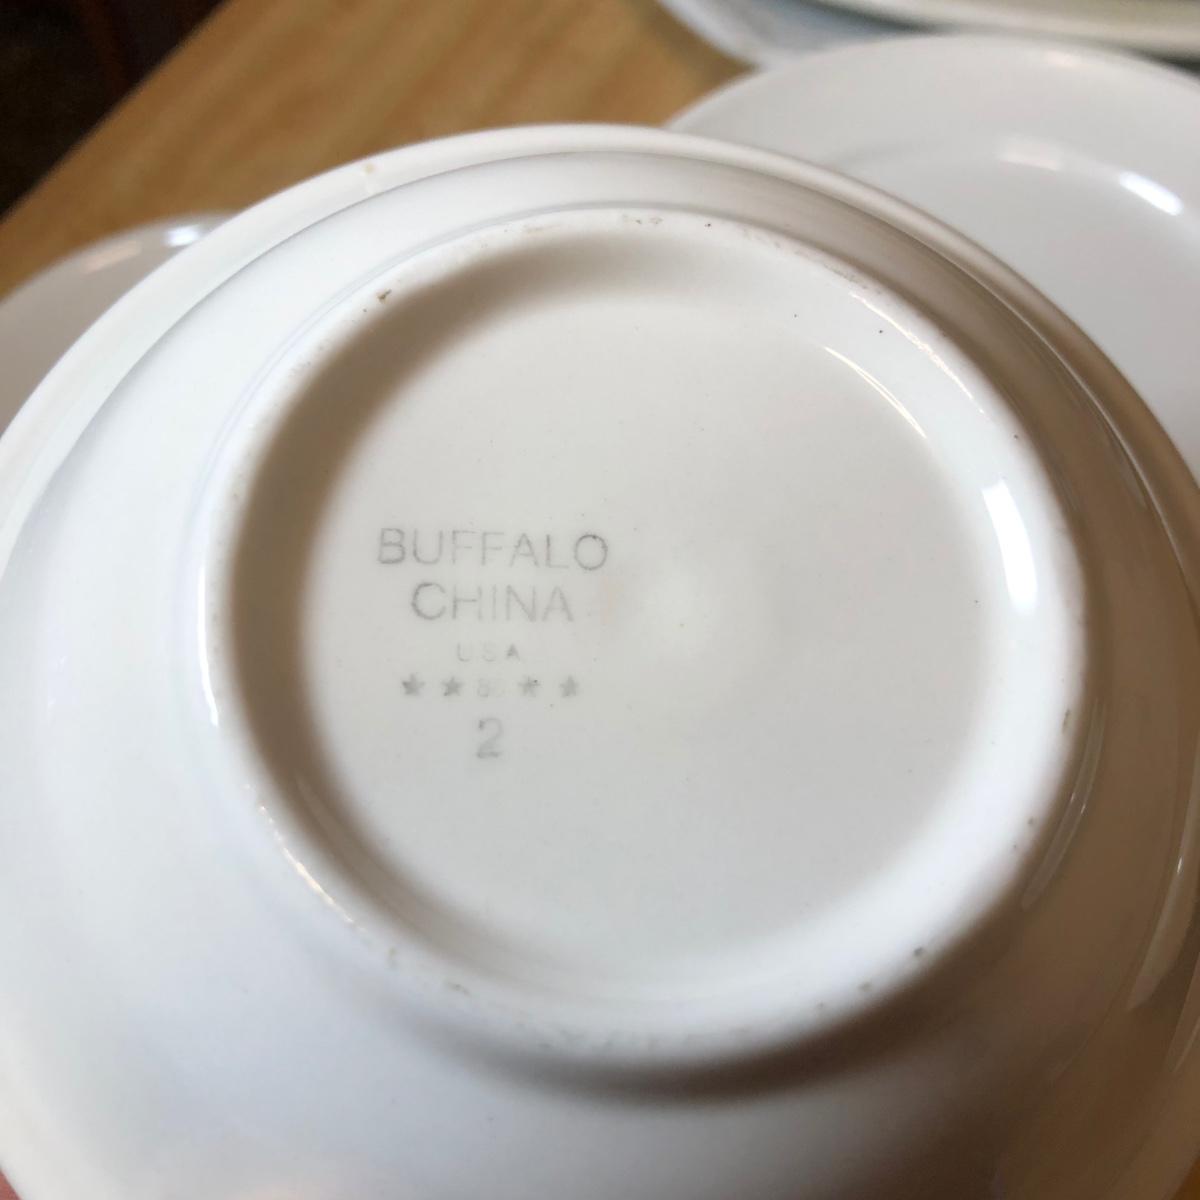 BUFFALO
CHINA
USA
★ ★ ★ ★
2